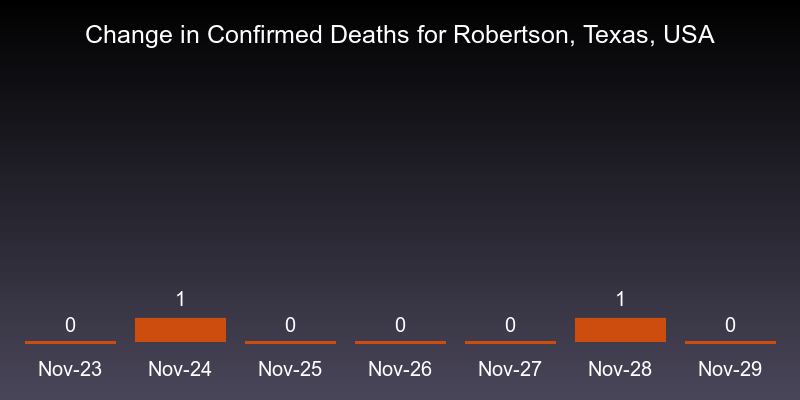 Change in Confirmed Deaths for Robertson, Texas, USA
0 1 0 0 0 1 0
Nov-23 Nov-24 Nov-25 Nov-26 Nov-27 Nov-28 Nov-29